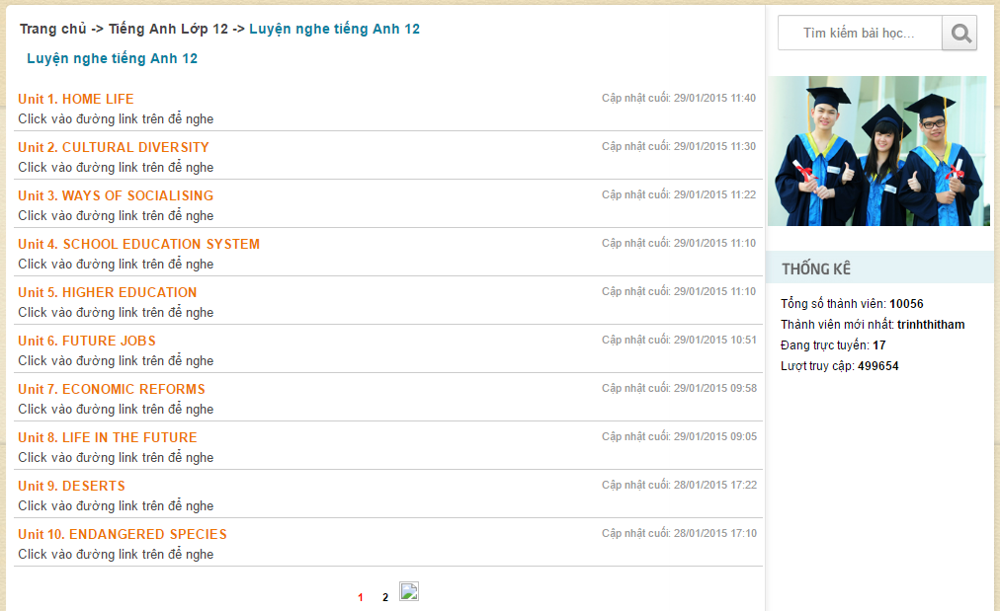 Trang chủ -> Tiếng Anh Lớp 12 -> Luyện nghe tiếng Anh 12
Luyện nghe tiếng Anh 12
Unit 1. HOME LIFE
Cập nhật cuối: 29/01/2015 11:40
Click vào đường link trên để nghe
Unit 2. CULTURAL DIVERSITY
Cập nhật cuối: 29/01/2015 11:30
Click vào đường link trên để nghe
Unit 3. WAYS OF SOCIALISING
Cập nhật cuối: 29/01/2015 11:22
Click vào đường link trên để nghe
Unit 4. SCHOOL EDUCATION SYSTEM
Cập nhật cuối: 29/01/2015 11:10
Click vào đường link trên để nghe
Unit 5. HIGHER EDUCATION
Cập nhật cuối: 29/01/2015 11:10
Click vào đường link trên để nghe
Unit 6. FUTURE JOBS
Cập nhật cuối: 29/01/2015 10:51
Click vào đường link trên để nghe
Unit 7. ECONOMIC REFORMS
Cập nhật cuối: 29/01/2015 09:58
Click vào đường link trên để nghe
Unit 8. LIFE IN THE FUTURE
Cập nhật cuối: 29/01/2015 09:05
Click vào đường link trên để nghe
Unit 9. DESERTS
Cập nhật cuối: 28/01/2015 17:22
Click vào đường link trên để nghe
Unit 10. ENDANGERED SPECIES
Cập nhật cuối: 28/01/2015 17:10
Click vào đường link trên để nghe
1 2
Tìm kiếm bài học...
THỐNG KÊ
Tổng số thành viên: 10056
Thành viên mới nhất: trinhthitham
Đang trực tuyến: 17
Lượt truy cập: 499654